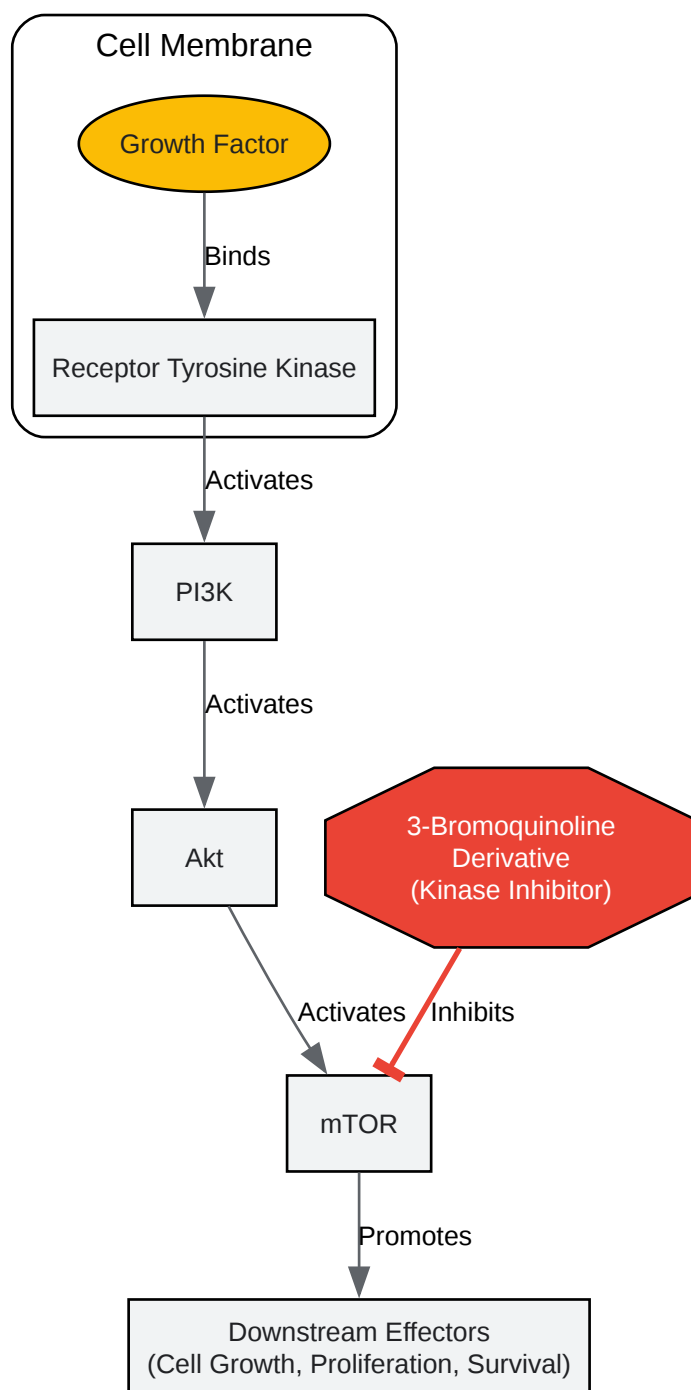 Cell Membrane
Growth Factor
Binds
Receptor Tyrosine Kinase
Activates
PI3K
Activates
Akt
3-Bromoquinoline
Derivative
(Kinase Inhibitor)
Activates
Inhibits
mTOR
Promotes
Downstream Effectors
(Cell Growth, Proliferation, Survival)